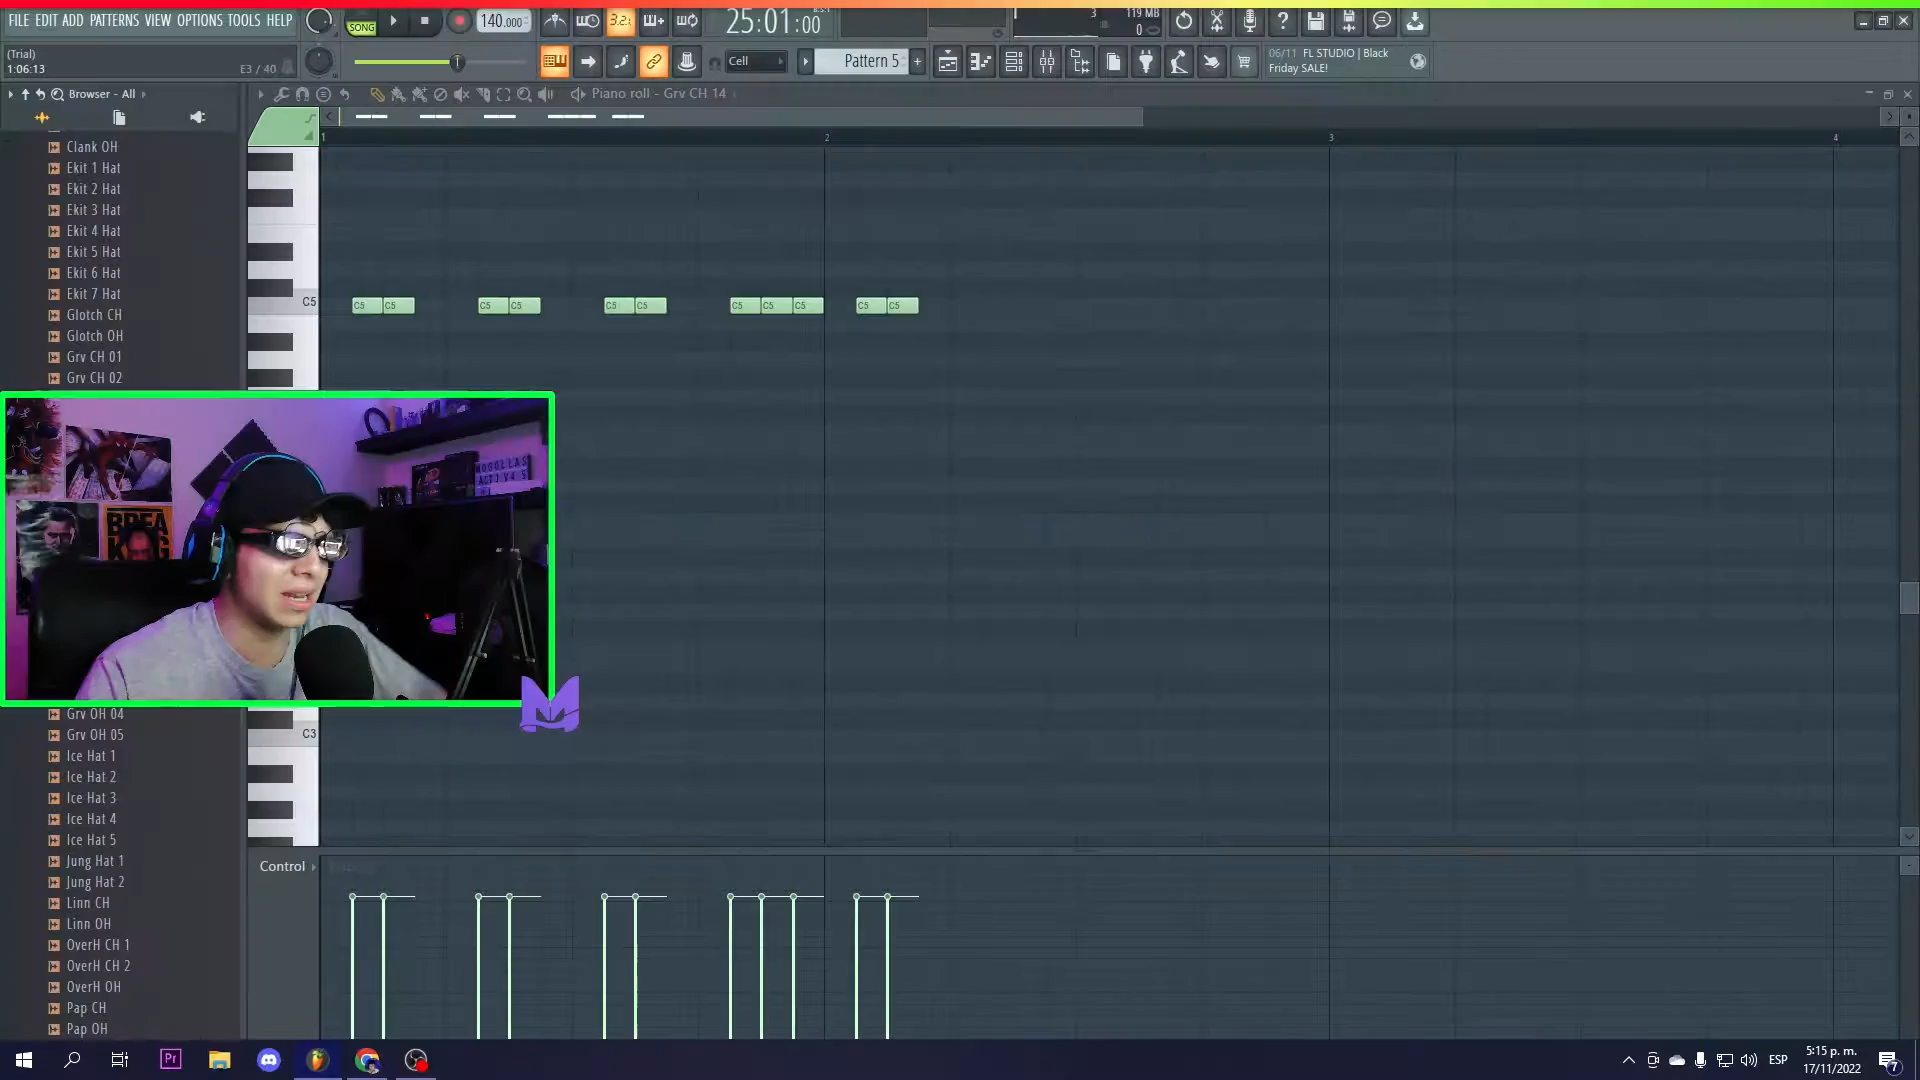 FILE EDIT ADD PATTERNS VIEW OPTIONS TOOLS HELP
SONG
140.000
3.2.
25:01:00
3
119 MB
0
(Trial)
1:06:13
E3 / 40
Cell
Pattern 5
06/11 FL STUDIO | Black
Friday SALE!
Browser - All
Piano roll - Grv CH 14
1
2
3
4
Clank OH
Ekit 1 Hat
Ekit 2 Hat
Ekit 3 Hat
Ekit 4 Hat
Ekit 5 Hat
Ekit 6 Hat
Ekit 7 Hat
Glotch CH
Glotch OH
Grv CH 01
Grv CH 02
C5
C5 C5 C5 C5 C5 C5 C5 C5 C5 C5 C5
MOGOLLAS
Grv OH 04
Grv OH 05
Ice Hat 1
Ice Hat 2
Ice Hat 3
Ice Hat 4
Ice Hat 5
Jung Hat 1
Jung Hat 2
Linn CH
Linn OH
OverH CH 1
OverH CH 2
OverH OH
Pap CH
Pap OH
C3
Control
Pr
ESP
5:15 p. m.
17/11/2022
7